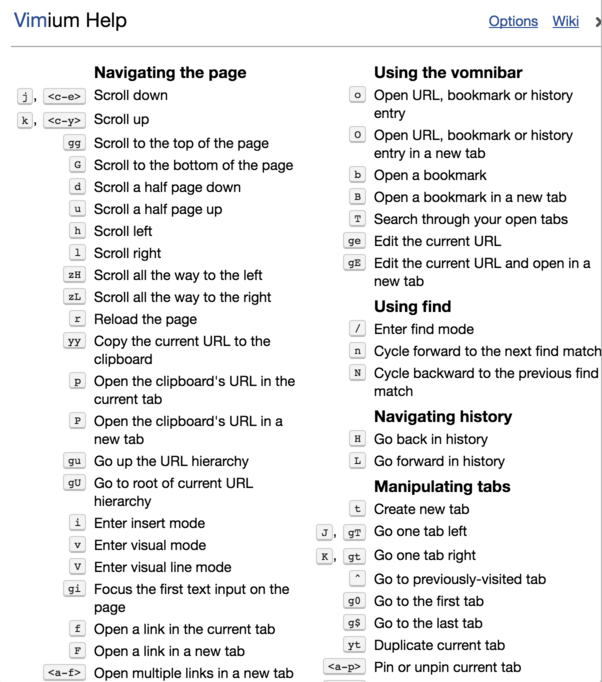 Vimium Help
Options Wiki
Navigating the page
j, <c-e> Scroll down
k, <c-y> Scroll up
gg Scroll to the top of the page
G Scroll to the bottom of the page
d Scroll a half page down
u Scroll a half page up
h Scroll left
l Scroll right
zH Scroll all the way to the left
zL Scroll all the way to the right
r Reload the page
yy Copy the current URL to the
clipboard
p Open the clipboard's URL in the
current tab
P Open the clipboard's URL in a
new tab
gu Go up the URL hierarchy
gU Go to root of current URL
hierarchy
i Enter insert mode
v Enter visual mode
V Enter visual line mode
gi Focus the first text input on the
page
f Open a link in the current tab
F Open a link in a new tab
<a-f> Open multiple links in a new tab
Using the vomnibar
o Open URL, bookmark or history
entry
O Open URL, bookmark or history
entry in a new tab
b Open a bookmark
B Open a bookmark in a new tab
T Search through your open tabs
ge Edit the current URL
gE Edit the current URL and open in a
new tab
Using find
/ Enter find mode
n Cycle forward to the next find match
N Cycle backward to the previous find
match
Navigating history
H Go back in history
L Go forward in history
Manipulating tabs
t Create new tab
J, gT Go one tab left
K, gt Go one tab right
^ Go to previously-visited tab
g0 Go to the first tab
g$ Go to the last tab
yt Duplicate current tab
<a-p> Pin or unpin current tab